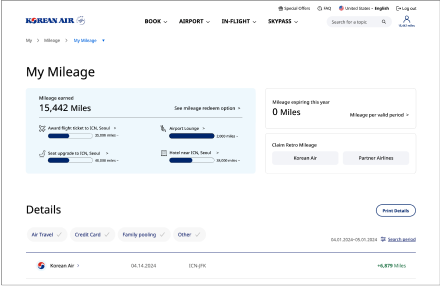 Special Offers FAQ United States - English Log out
KOREAN AIR BOOK AIRPORT IN-FLIGHT SKYPASS Search for a topic
15,442 miles
My > Mileage > My Mileage
My Mileage
Mileage earned
15,442 Miles
See mileage redeem option >
Award flight ticket to ICN, Seoul >
35,000 miles ~
Airport Lounge >
2,000 miles ~
Seat upgrade to ICN, Seoul >
40,000 miles ~
Hotel near ICN, Seoul >
Mileage expiring this year
0 Miles
Mileage per valid period >
Claim Retro Mileage
Korean Air Partner Airlines
Details
Print Details
Air Travel Credit Card Family pooling Other
04.01.2024~05.01.2024 Search period
Korean Air > 04.14.2024 ICN-JFK +6,879 Miles